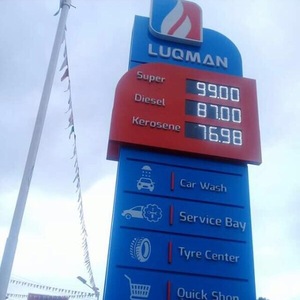 LUQMAN
Super 99.00
Diesel 87.00
Kerosene 76.98
Car Wash
Service Bay
Tyre Center
Quick Shop